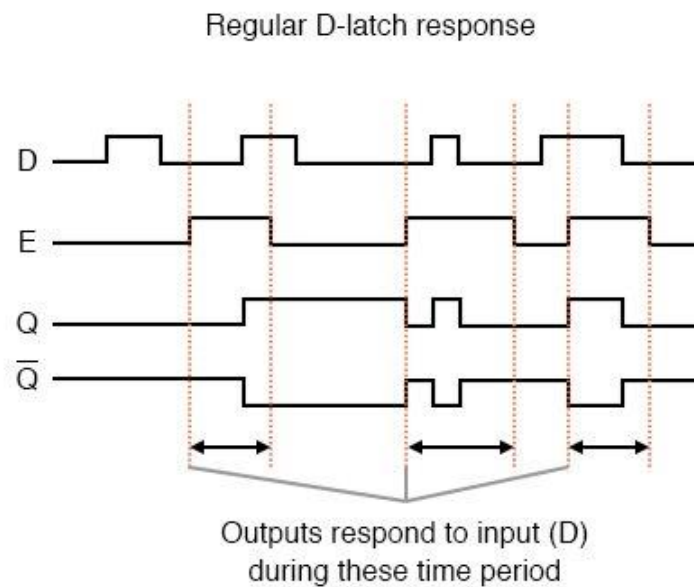 Regular D-latch response
D
E
Q
Q̅
Outputs respond to input (D)
during these time period